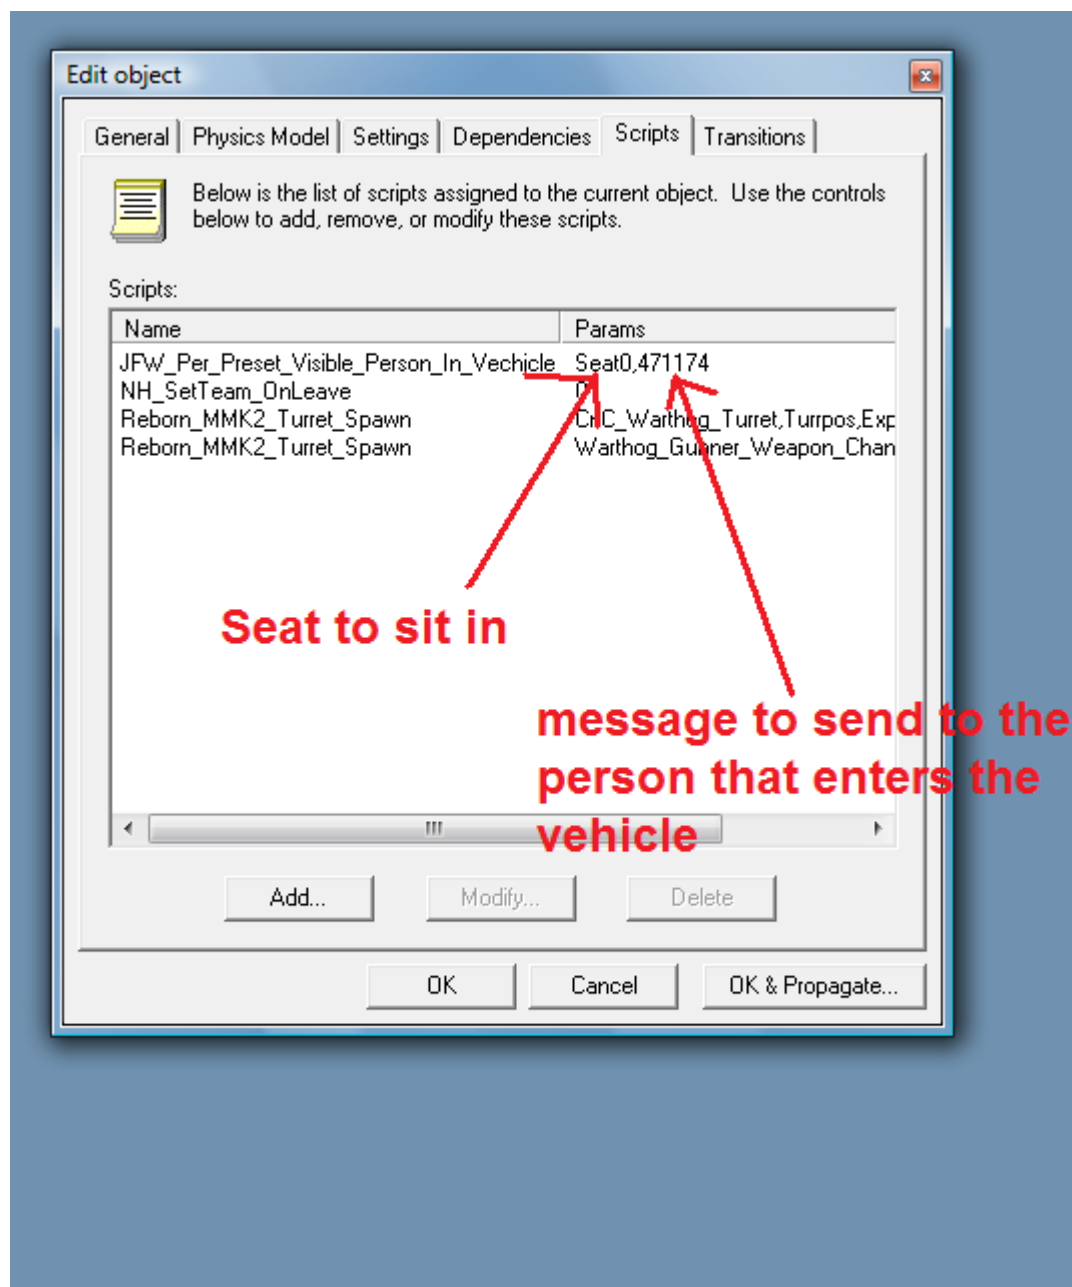 Edit object
General Physics Model Settings Dependencies Scripts Transitions
Below is the list of scripts assigned to the current object. Use the controls
below to add, remove, or modify these scripts.
Scripts:
Name Params
JFW_Per_Preset_Visible_Person_In_Vechicle Seat0,471174
NH_SetTeam_OnLeave
Reborn_MMK2_Turret_Spawn CnC_Warthog_Turret,Turrpos,Exp
Reborn_MMK2_Turret_Spawn Warthog_Gunner_Weapon_Chan
Seat to sit in
message to send to the
person that enters the
vehicle
Add... Modify... Delete
OK Cancel OK & Propagate...